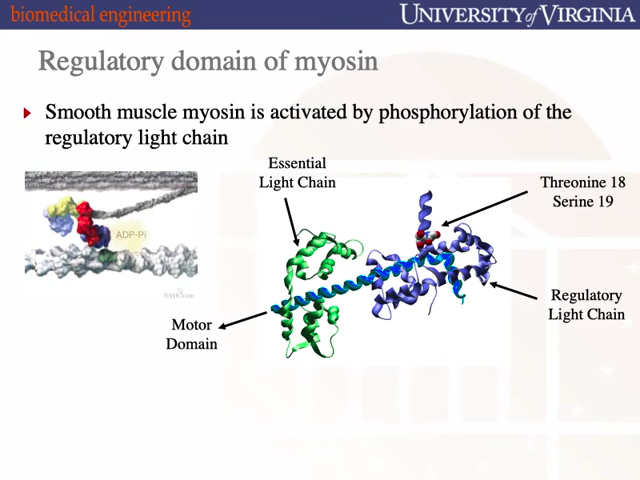 biomedical engineering
UNIVERSITY of VIRGINIA
Regulatory domain of myosin
Smooth muscle myosin is activated by phosphorylation of the
regulatory light chain
Essential
Light Chain
Threonine 18
Serine 19
ADP-Pi
Regulatory
Light Chain
Motor
Domain